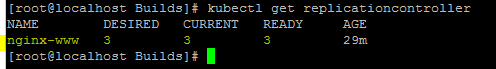 [root@localhost Builds]# kubectl get replicationcontroller
NAME DESIRED CURRENT READY AGE
nginx-www 3 3 3 29m
[root@localhost Builds]#